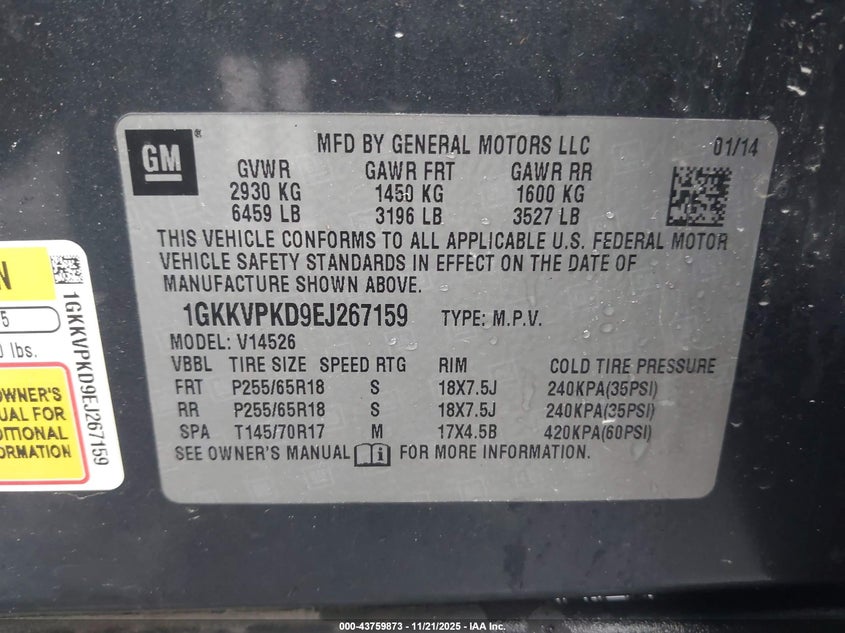 GM ®
MFD BY GENERAL MOTORS LLC 01/14
GVWR GAWR FRT GAWR RR
2930 KG 1450 KG 1600 KG
6459 LB 3196 LB 3527 LB
THIS VEHICLE CONFORMS TO ALL APPLICABLE U.S. FEDERAL MOTOR
VEHICLE SAFETY STANDARDS IN EFFECT ON THE DATE OF
MANUFACTURE SHOWN ABOVE.
1GKKVPKD9EJ267159 TYPE: M.P.V.
MODEL: V14526
VBBL TIRE SIZE SPEED RTG RIM COLD TIRE PRESSURE
FRT P255/65R18 S 18X7.5J 240KPA(35PSI)
RR P255/65R18 S 18X7.5J 240KPA(35PSI)
SPA T145/70R17 M 17X4.5B 420KPA(60PSI)
SEE OWNER'S MANUAL FOR MORE INFORMATION.
N
5
lbs.
OWNER'S
UAL FOR
DITIONAL
ORMATION
1GKKVPKD9EJ267159
000-43759873 - 11/21/2025 - IAA Inc.